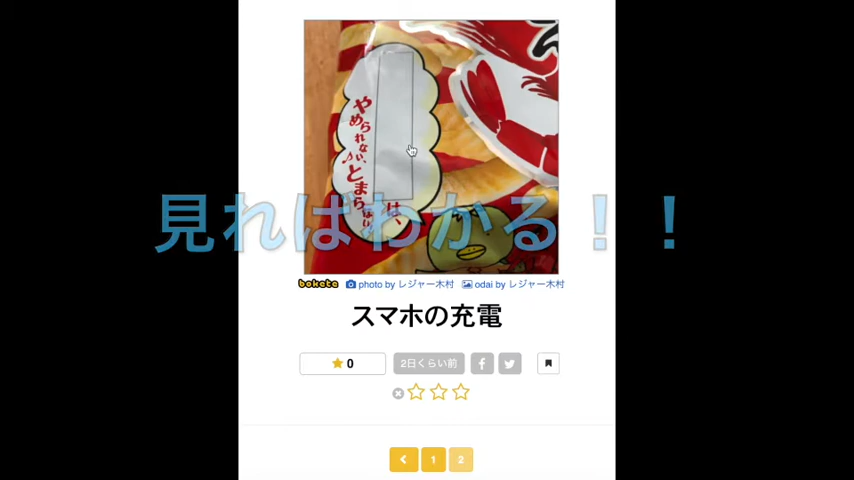 は、
やめられない、♪とまらない
見ればわかる！！
bokete photo by レジャー木村 odai by レジャー木村
スマホの充電
0 2日くらい前
1 2